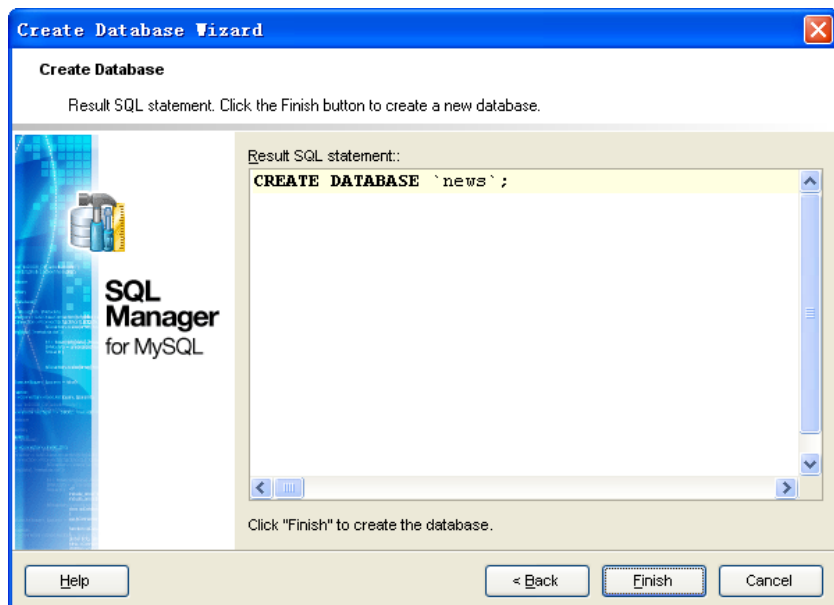 Create Database Wizard
Create Database
Result SQL statement. Click the Finish button to create a new database.
Result SQL statement::
CREATE DATABASE `news`;
SQL
Manager
for MySQL
Click "Finish" to create the database.
Help
< Back
Finish
Cancel